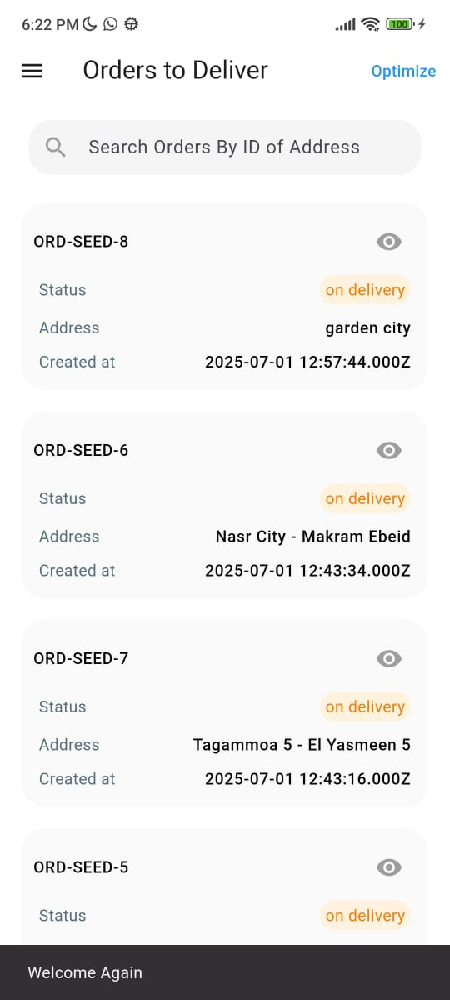 6:22 PM
100
Orders to Deliver
Optimize
Search Orders By ID of Address
ORD-SEED-8
Status on delivery
Address garden city
Created at 2025-07-01 12:57:44.000Z
ORD-SEED-6
Status on delivery
Address Nasr City - Makram Ebeid
Created at 2025-07-01 12:43:34.000Z
ORD-SEED-7
Status on delivery
Address Tagammoa 5 - El Yasmeen 5
Created at 2025-07-01 12:43:16.000Z
ORD-SEED-5
Status on delivery
Welcome Again